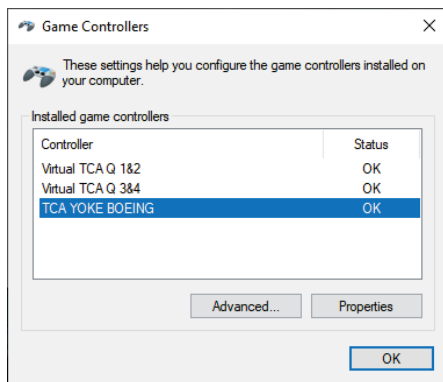 Game Controllers
These settings help you configure the game controllers installed on
your computer.
Installed game controllers
Controller Status
Virtual TCA Q 1&2 OK
Virtual TCA Q 3&4 OK
TCA YOKE BOEING OK
Advanced... Properties
OK